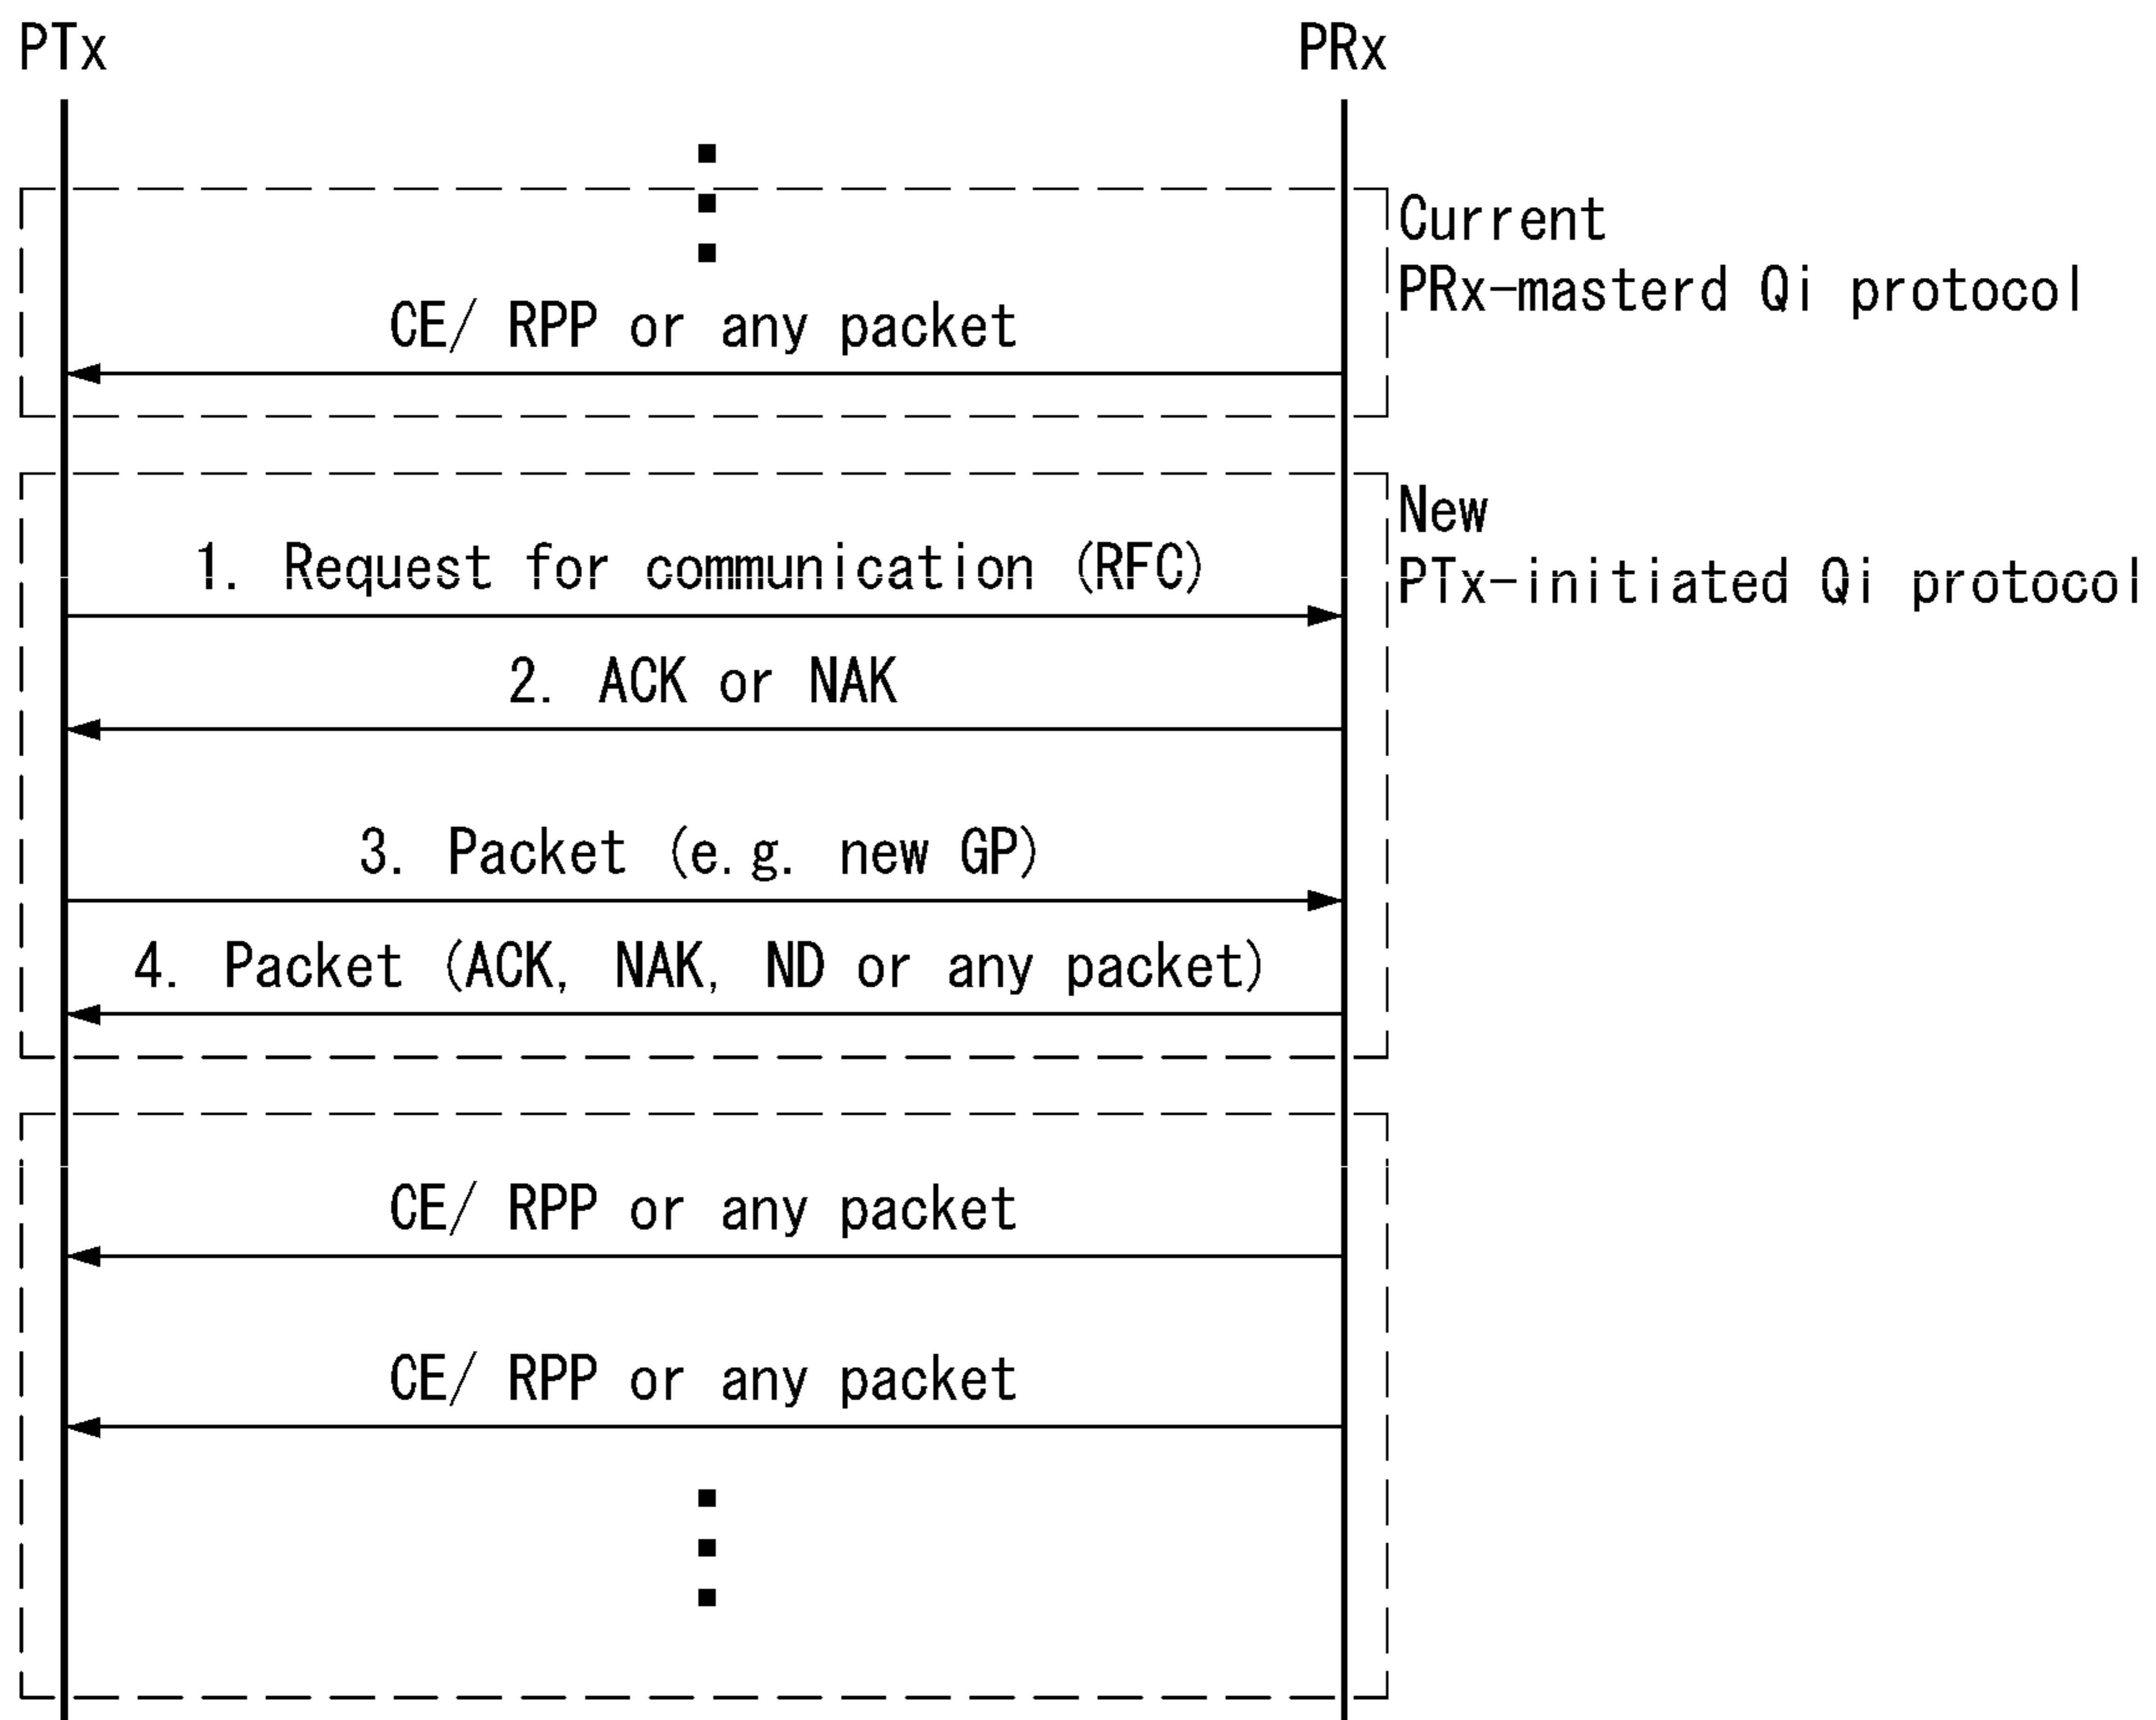 PTx
PRx
Current
PRx-masterd Qi protocol
CE/ RPP or any packet
New
PTx-initiated Qi protocol
1. Request for communication (RFC)
2. ACK or NAK
3. Packet (e.g. new GP)
4. Packet (ACK, NAK, ND or any packet)
CE/ RPP or any packet
CE/ RPP or any packet